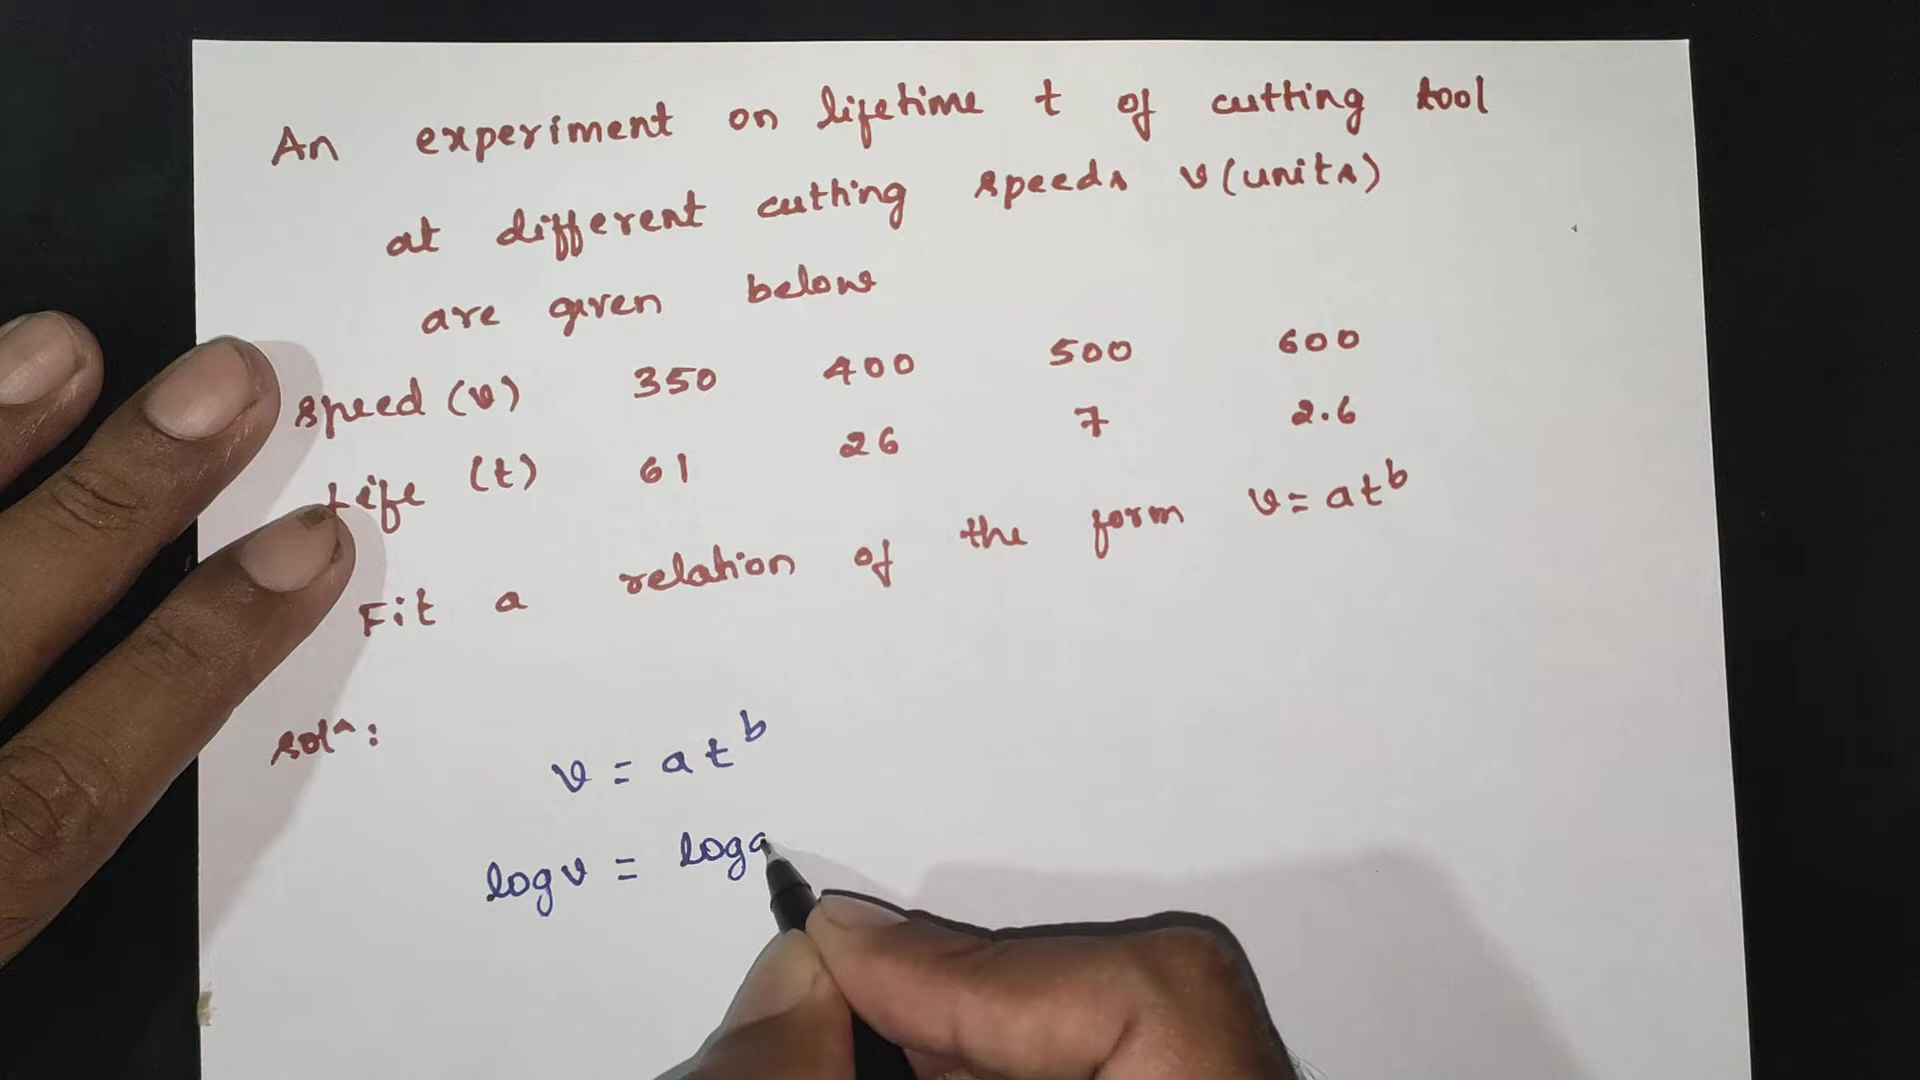 An experiment on lifetime t of cutting tool
at different cutting speeds v (units)
are given below
speed (v) 350 400 500 600
Life (t) 61 26 7 2.6
Fit a relation of the form v = at^b
solⁿ:
v = at^b
log v = log a